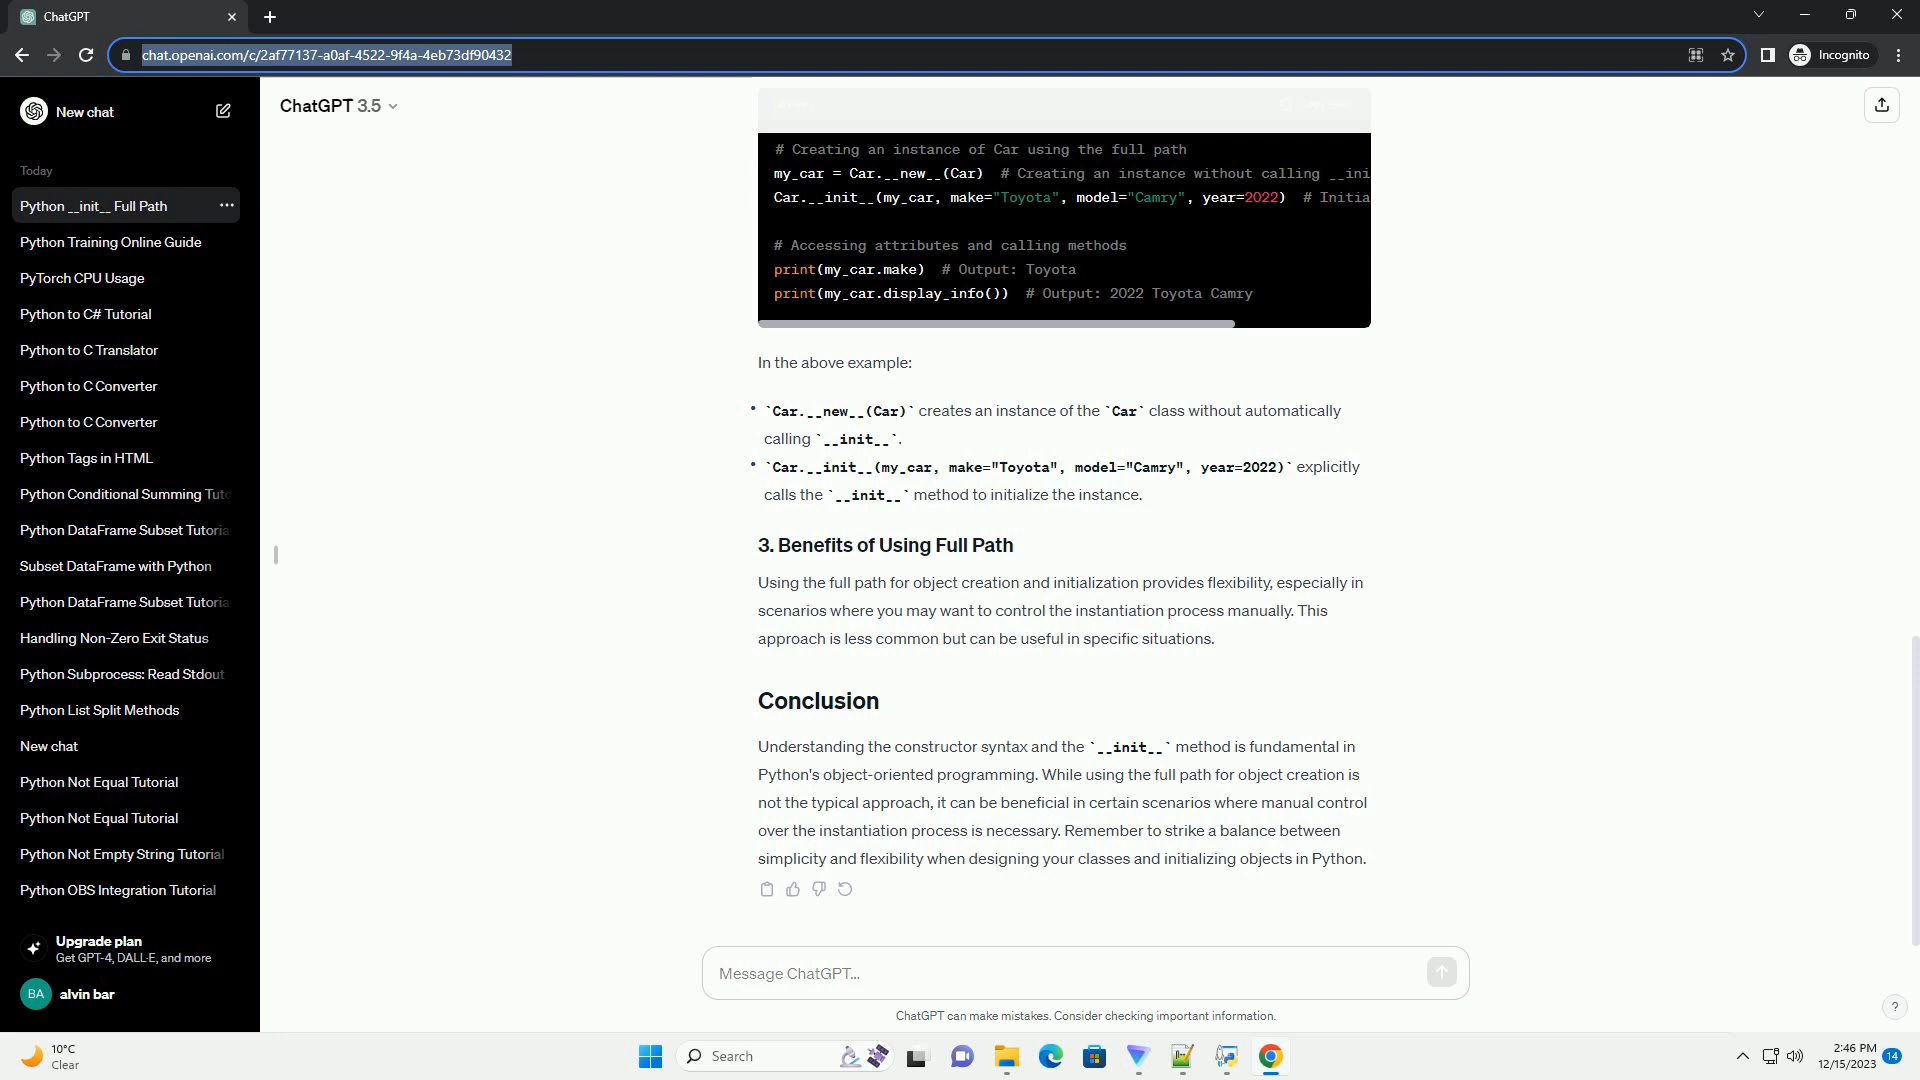 ChatGPT
chat.openai.com/c/2af77137-a0af-4522-9f4a-4eb73df90432
Incognito
New chat
ChatGPT 3.5
Today
Python __init__ Full Path
Python Training Online Guide
PyTorch CPU Usage
Python to C# Tutorial
Python to C Translator
Python to C Converter
Python to C Converter
Python Tags in HTML
Python Conditional Summing Tuto
Python DataFrame Subset Tutoria
Subset DataFrame with Python
Python DataFrame Subset Tutoria
Handling Non-Zero Exit Status
Python Subprocess: Read Stdout
Python List Split Methods
New chat
Python Not Equal Tutorial
Python Not Equal Tutorial
Python Not Empty String Tutorial
Python OBS Integration Tutorial
Upgrade plan
Get GPT-4, DALL·E, and more
BA
alvin bar
# Creating an instance of Car using the full path
my_car = Car.__new__(Car)  # Creating an instance without calling __ini
Car.__init__(my_car, make="Toyota", model="Camry", year=2022)  # Initia
# Accessing attributes and calling methods
print(my_car.make)  # Output: Toyota
print(my_car.display_info())  # Output: 2022 Toyota Camry
In the above example:
• `Car.__new__(Car)` creates an instance of the `Car` class without automatically
calling `__init__`.
• `Car.__init__(my_car, make="Toyota", model="Camry", year=2022)` explicitly
calls the `__init__` method to initialize the instance.
3. Benefits of Using Full Path
Using the full path for object creation and initialization provides flexibility, especially in
scenarios where you may want to control the instantiation process manually. This
approach is less common but can be useful in specific situations.
Conclusion
Understanding the constructor syntax and the `__init__` method is fundamental in
Python's object-oriented programming. While using the full path for object creation is
not the typical approach, it can be beneficial in certain scenarios where manual control
over the instantiation process is necessary. Remember to strike a balance between
simplicity and flexibility when designing your classes and initializing objects in Python.
Message ChatGPT...
ChatGPT can make mistakes. Consider checking important information.
?
10°C
Clear
Search
2:46 PM
12/15/2023
14